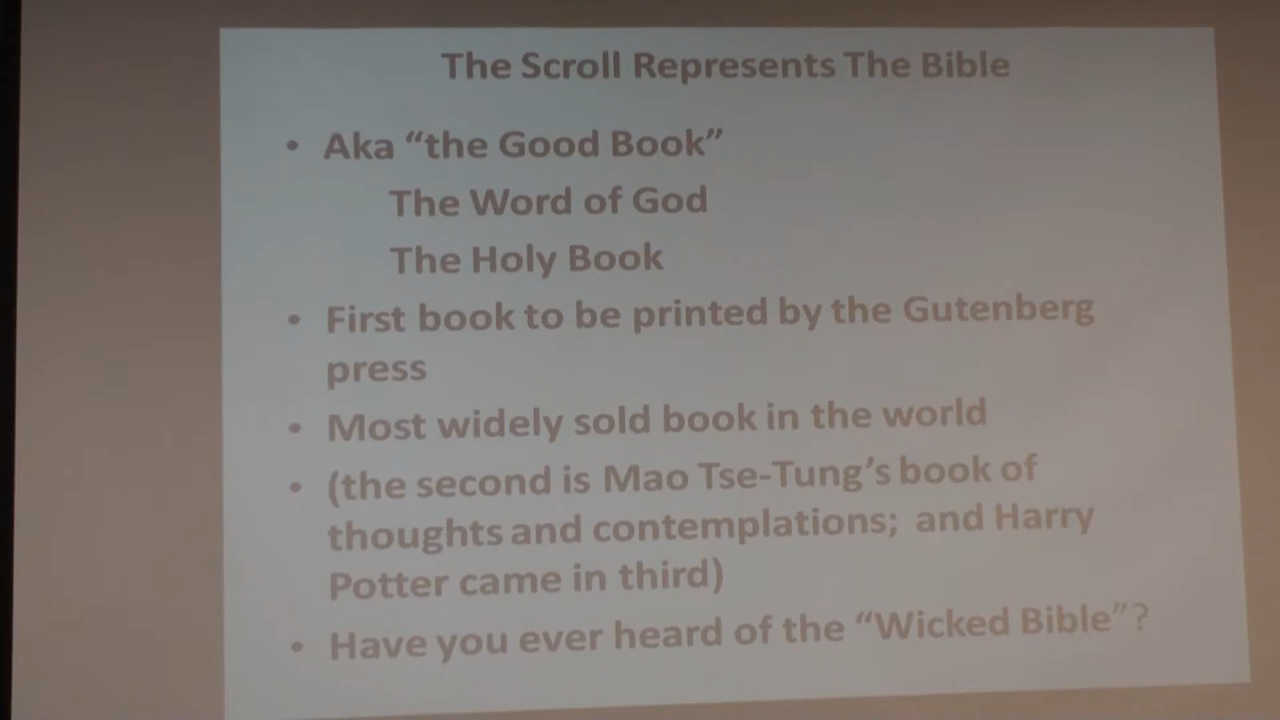 The Scroll Represents The Bible
• Aka “the Good Book”
The Word of God
The Holy Book
• First book to be printed by the Gutenberg
press
• Most widely sold book in the world
• (the second is Mao Tse-Tung’s book of
thoughts and contemplations; and Harry
Potter came in third)
• Have you ever heard of the “Wicked Bible”?